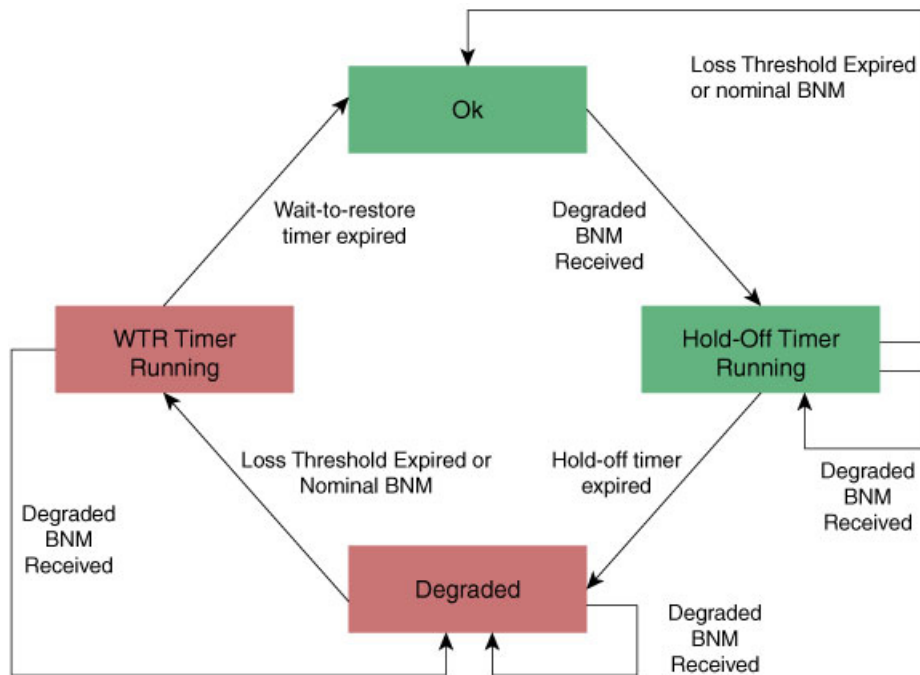 Loss Threshold Expired
or nominal BNM
Ok
Wait-to-restore
timer expired
Degraded
BNM
Received
WTR Timer
Running
Hold-Off Timer
Running
Loss Threshold Expired or
Nominal BNM
Hold-off timer
expired
Degraded
BNM
Received
Degraded
BNM
Received
Degraded
Degraded
BNM
Received